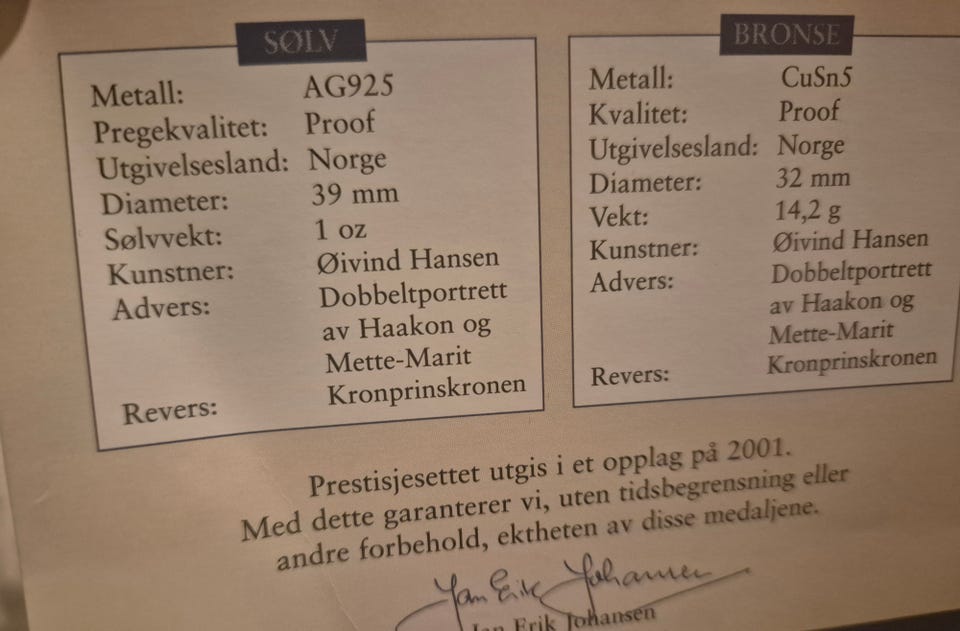 SØLV
Metall: AG925
Pregekvalitet: Proof
Utgivelsesland: Norge
Diameter: 39 mm
Sølvvekt: 1 oz
Kunstner: Øivind Hansen
Advers: Dobbeltportrett
av Haakon og
Mette-Marit
Revers: Kronprinskronen
BRONSE
Metall: CuSn5
Kvalitet: Proof
Utgivelsesland: Norge
Diameter: 32 mm
Vekt: 14,2 g
Kunstner: Øivind Hansen
Advers: Dobbeltportrett
av Haakon og
Mette-Marit
Revers: Kronprinskronen
Prestisjesettet utgis i et opplag på 2001.
Med dette garanterer vi, uten tidsbegrensning eller
andre forbehold, ektheten av disse medaljene.
Jan Erik Johansen
Jan Erik Johansen